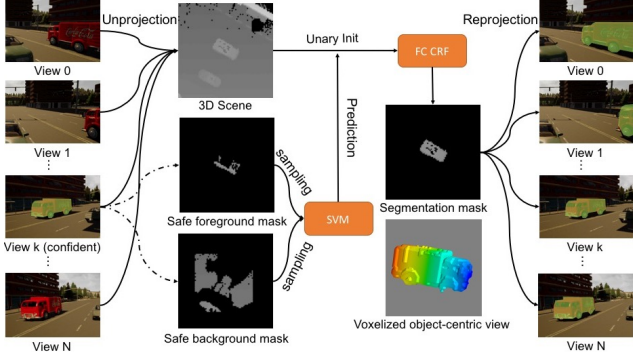 Unprojection
Reprojection
Unary Init
FC CRF
View 0
3D Scene
View 0
Prediction
View 1
sampling
View 1
Safe foreground mask
SVM
Segmentation mask
View k (confident)
sampling
View k
Safe background mask
Voxelized object-centric view
View N
View N